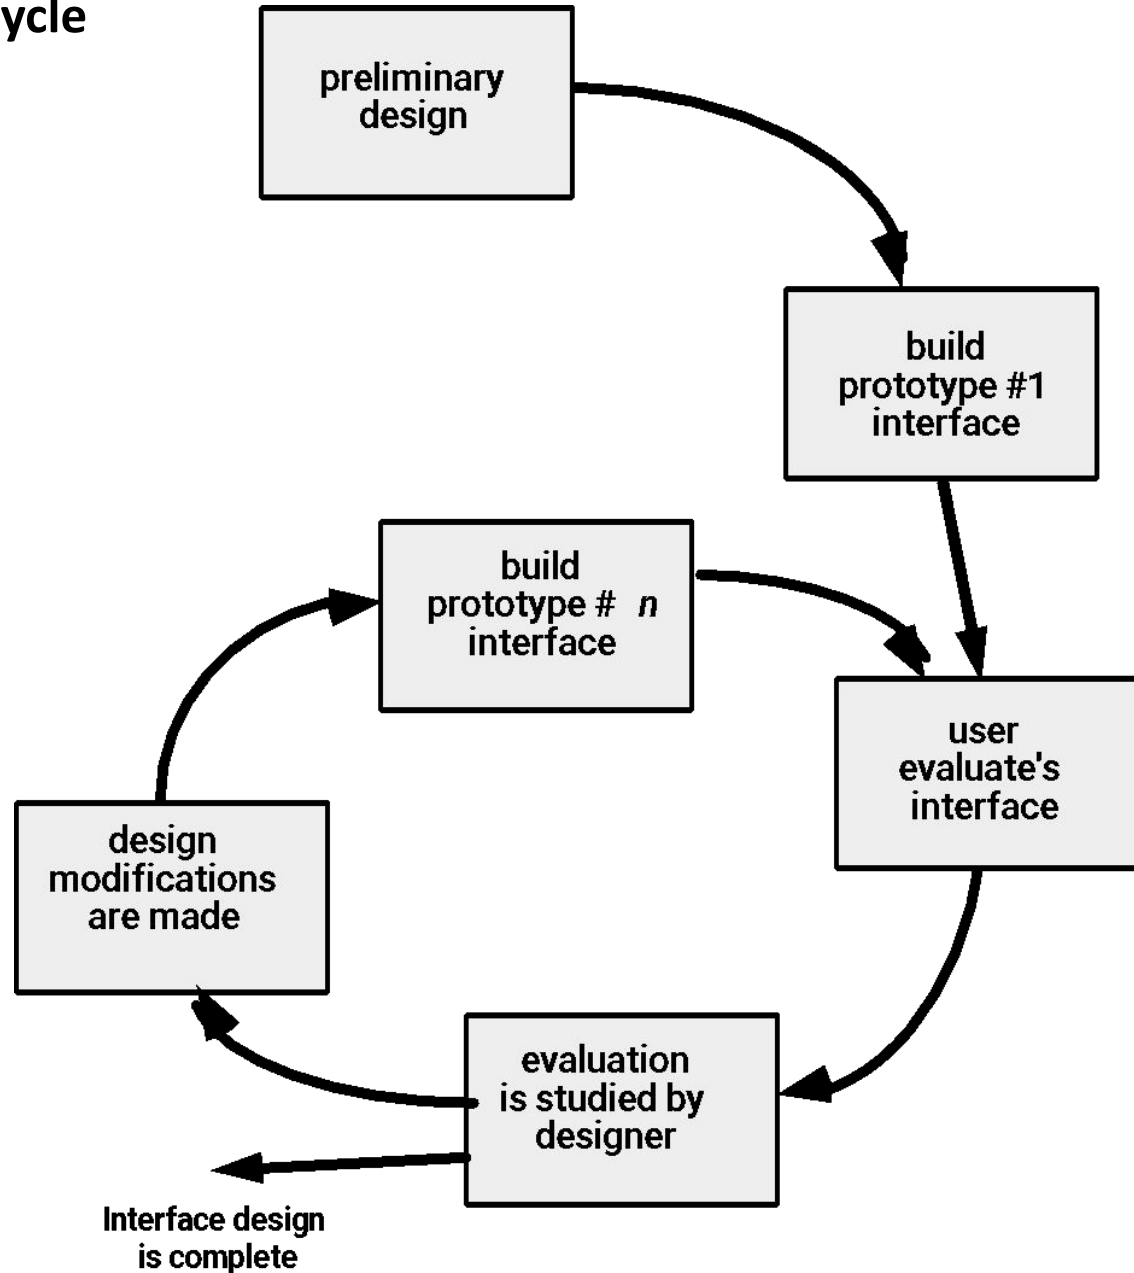 ycle
preliminary
design
build
prototype #1
interface
build
prototype # n
interface
user
evaluate's
interface
design
modifications
are made
evaluation
is studied by
designer
Interface design
is complete